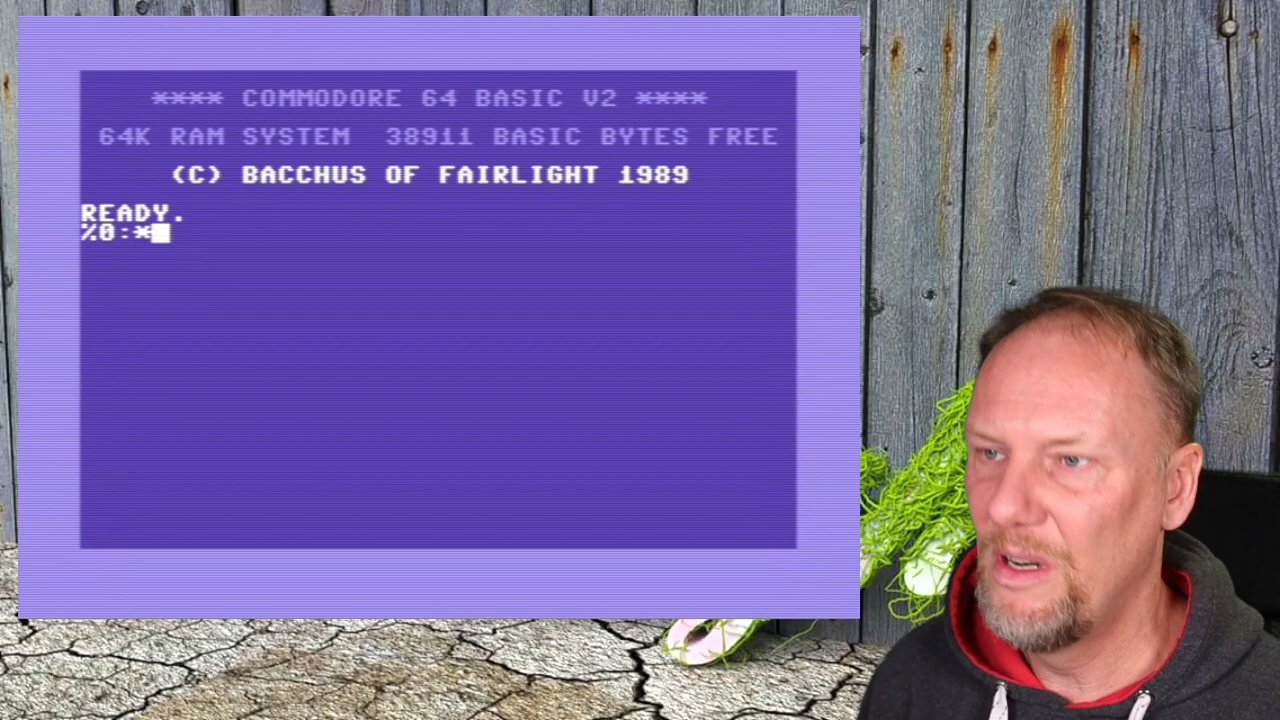 **** COMMODORE 64 BASIC V2 ****
64K RAM SYSTEM  38911 BASIC BYTES FREE
(C) BACCHUS OF FAIRLIGHT 1989
READY.
%0:*